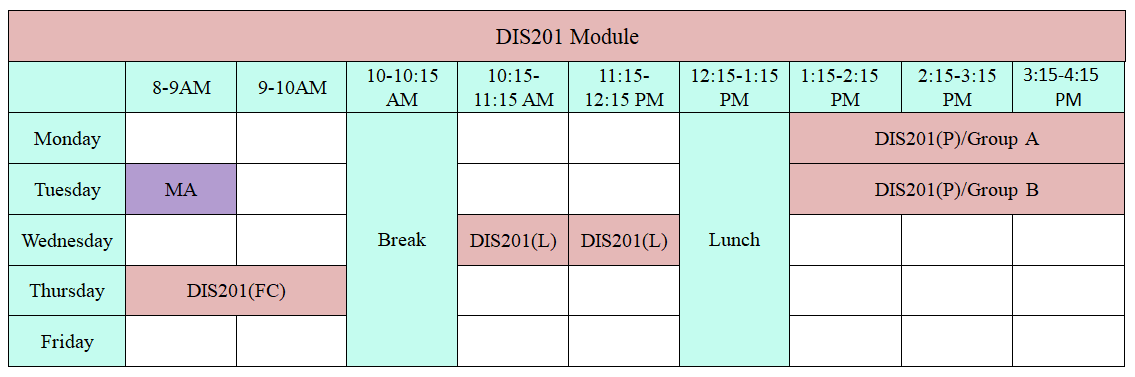 DIS201 Module
8-9AM 9-10AM 10-10:15 AM 10:15-11:15 AM 11:15-12:15 PM 12:15-1:15 PM 1:15-2:15 PM 2:15-3:15 PM 3:15-4:15 PM
Monday DIS201(P)/Group A
Tuesday MA DIS201(P)/Group B
Wednesday Break DIS201(L) DIS201(L) Lunch
Thursday DIS201(FC)
Friday